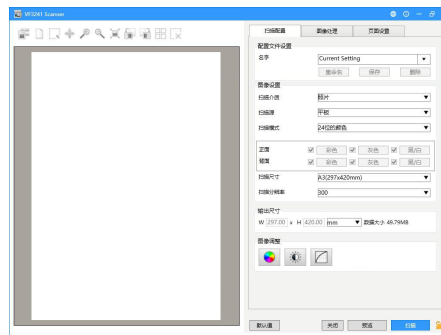 VF3241 Scanner
扫描配置 图像处理 页面设置
配置文件设置
名字 Current Setting
重命名 保存 删除
图像设置
扫描介质 照片
扫描源 平板
扫描模式 24位的颜色
正面 彩色 灰色 黑/白
背面 彩色 灰色 黑/白
扫描尺寸 A3(297x420mm)
扫描分辨率 300
输出尺寸
W 297.00 x H 420.00 mm 数据大小 49.79MB
图像调整
默认值 关闭 预览 扫描